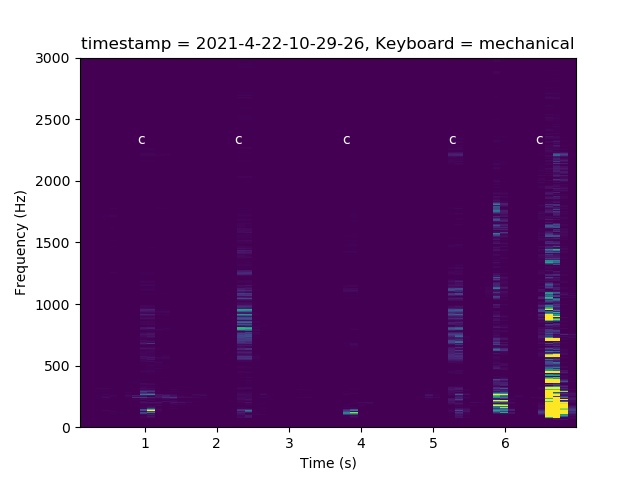 timestamp = 2021-4-22-10-29-26, Keyboard = mechanical
3000
2500
c c c c c
2000
1500
1000
500
0
Frequency (Hz)
1 2 3 4 5 6
Time (s)